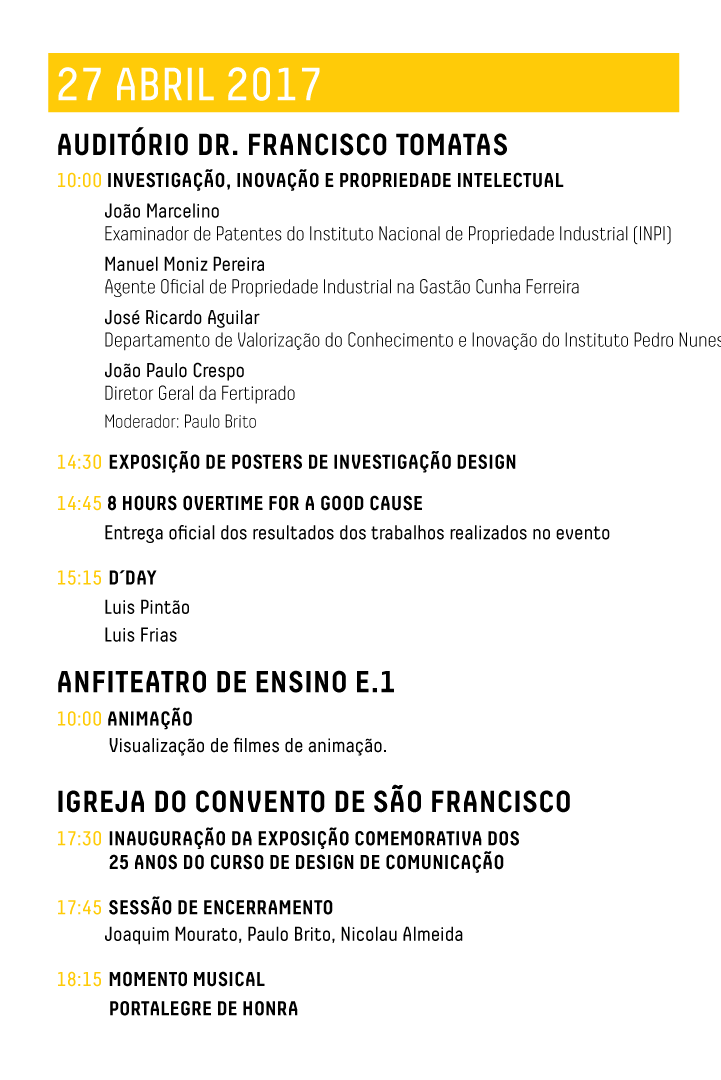 27 ABRIL 2017
AUDITÓRIO DR. FRANCISCO TOMATAS
10:00 INVESTIGAÇÃO, INOVAÇÃO E PROPRIEDADE INTELECTUAL
João Marcelino
Examinador de Patentes do Instituto Nacional de Propriedade Industrial (INPI)
Manuel Moniz Pereira
Agente Oficial de Propriedade Industrial na Gastão Cunha Ferreira
José Ricardo Aguilar
Departamento de Valorização do Conhecimento e Inovação do Instituto Pedro Nunes
João Paulo Crespo
Diretor Geral da Fertiprado
Moderador: Paulo Brito
14:30 EXPOSIÇÃO DE POSTERS DE INVESTIGAÇÃO DESIGN
14:45 8 HOURS OVERTIME FOR A GOOD CAUSE
Entrega oficial dos resultados dos trabalhos realizados no evento
15:15 D´DAY
Luis Pintão
Luis Frias
ANFITEATRO DE ENSINO E.1
10:00 ANIMAÇÃO
Visualização de filmes de animação.
IGREJA DO CONVENTO DE SÃO FRANCISCO
17:30 INAUGURAÇÃO DA EXPOSIÇÃO COMEMORATIVA DOS
25 ANOS DO CURSO DE DESIGN DE COMUNICAÇÃO
17:45 SESSÃO DE ENCERRAMENTO
Joaquim Mourato, Paulo Brito, Nicolau Almeida
18:15 MOMENTO MUSICAL
PORTALEGRE DE HONRA